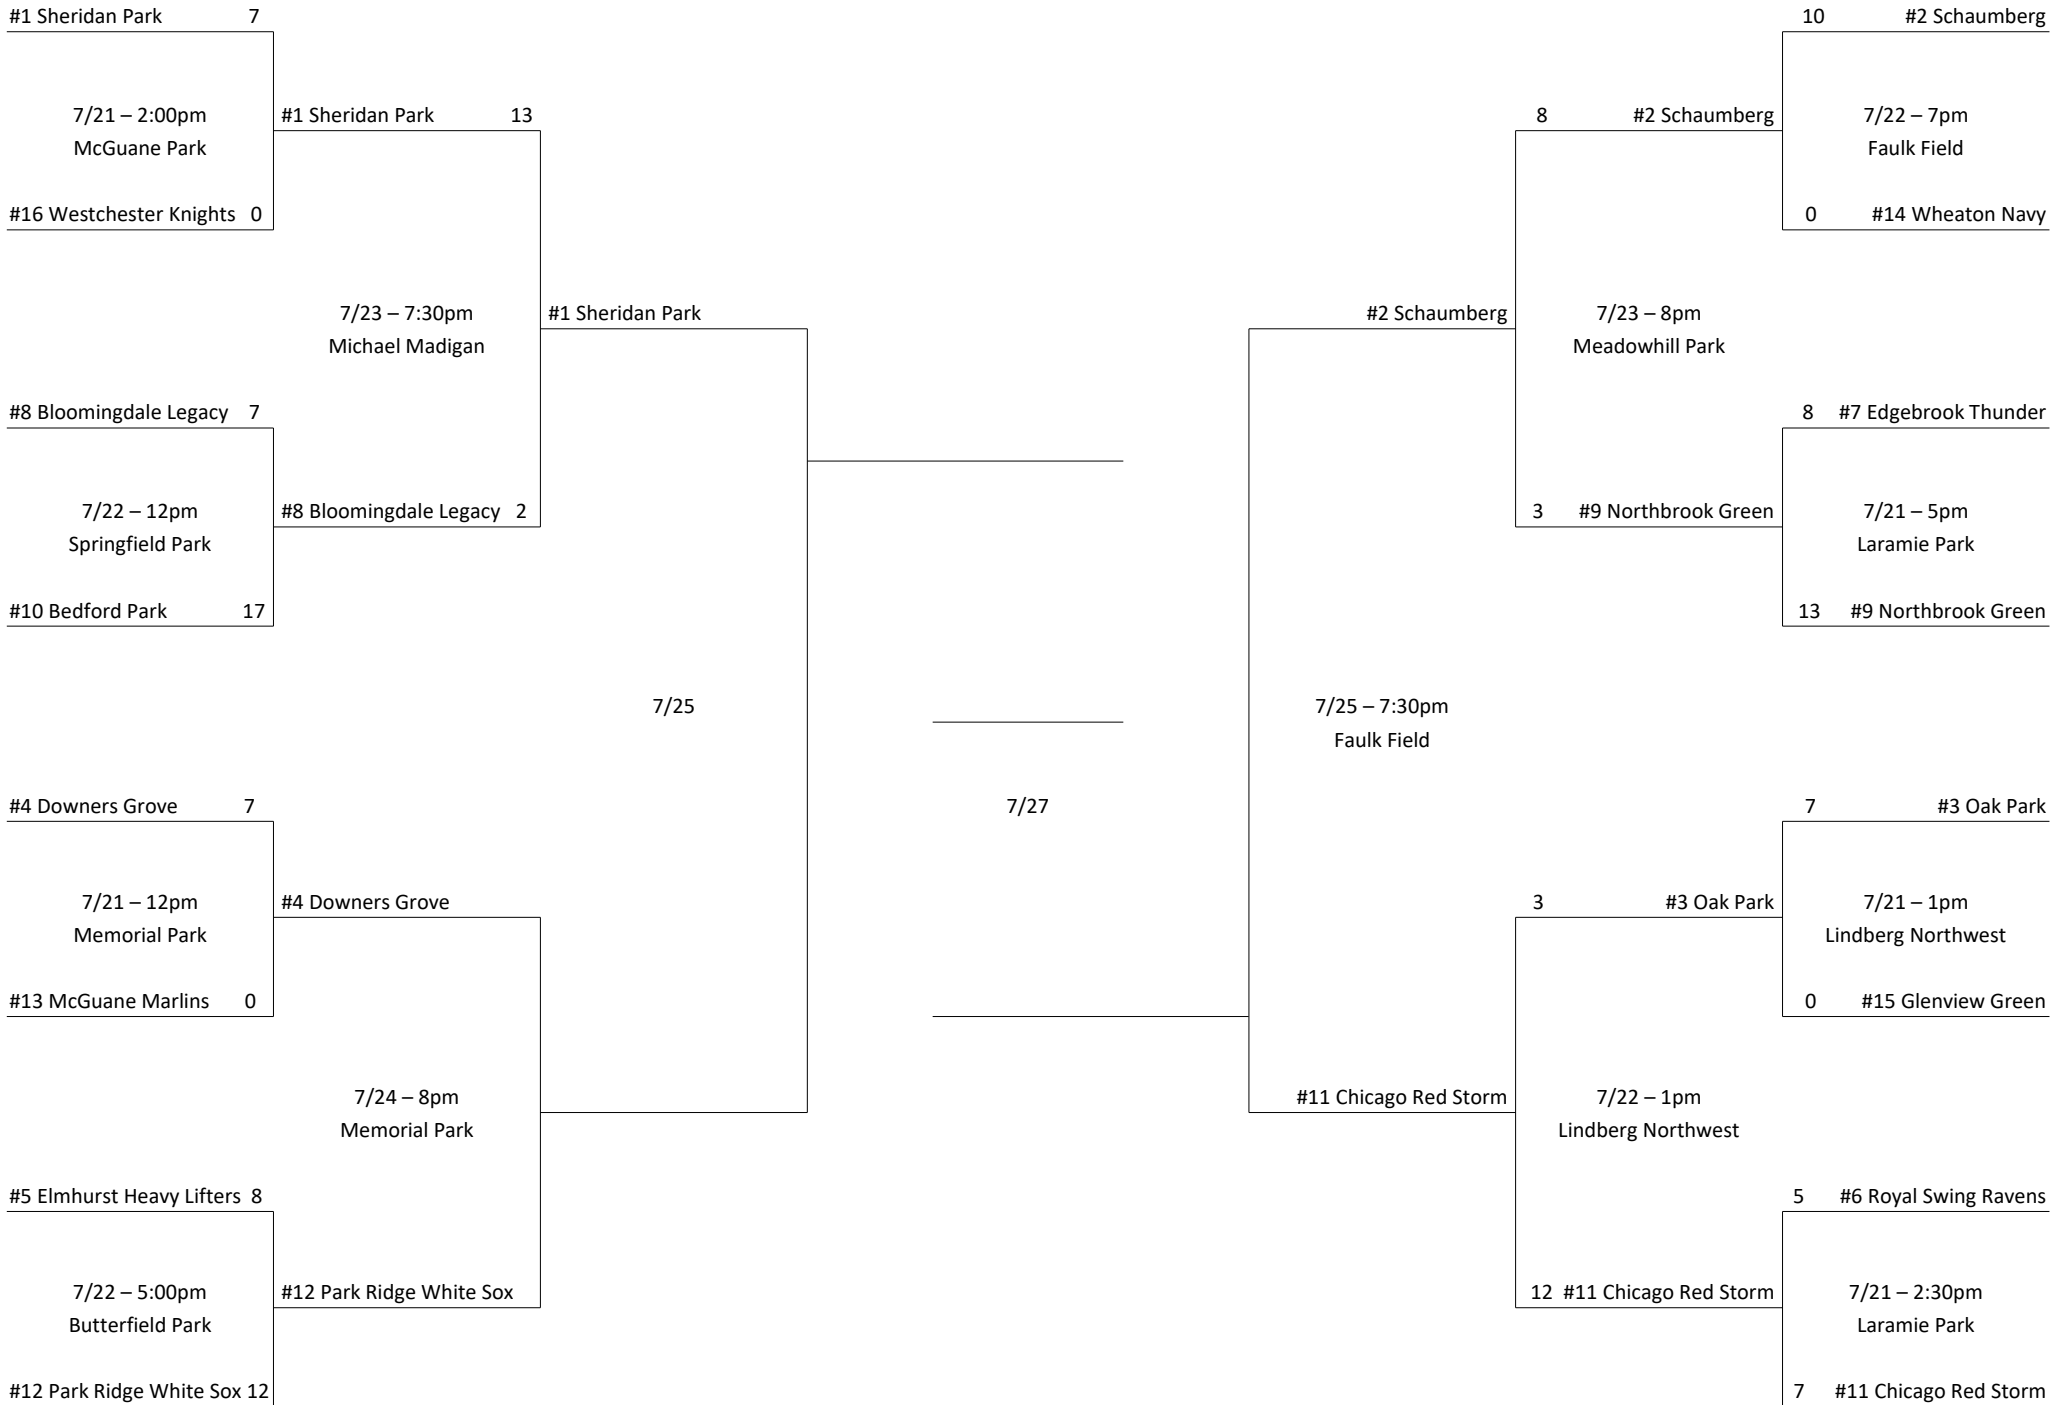 #1 Sheridan Park 7
10 #2 Schaumberg
7/21 – 2:00pm
McGuane Park
#1 Sheridan Park 13
8 #2 Schaumberg
7/22 – 7pm
Faulk Field
#16 Westchester Knights 0
0 #14 Wheaton Navy
7/23 – 7:30pm
Michael Madigan
#1 Sheridan Park
#2 Schaumberg
7/23 – 8pm
Meadowhill Park
#8 Bloomingdale Legacy 7
8 #7 Edgebrook Thunder
7/22 – 12pm
Springfield Park
#8 Bloomingdale Legacy 2
3 #9 Northbrook Green
7/21 – 5pm
Laramie Park
#10 Bedford Park 17
13 #9 Northbrook Green
7/25
7/25 – 7:30pm
Faulk Field
#4 Downers Grove 7
7/27
7 #3 Oak Park
7/21 – 12pm
Memorial Park
#4 Downers Grove
3 #3 Oak Park
7/21 – 1pm
Lindberg Northwest
#13 McGuane Marlins 0
0 #15 Glenview Green
7/24 – 8pm
Memorial Park
#11 Chicago Red Storm
7/22 – 1pm
Lindberg Northwest
#5 Elmhurst Heavy Lifters 8
5 #6 Royal Swing Ravens
7/22 – 5:00pm
Butterfield Park
#12 Park Ridge White Sox
12 #11 Chicago Red Storm
7/21 – 2:30pm
Laramie Park
#12 Park Ridge White Sox 12
7 #11 Chicago Red Storm